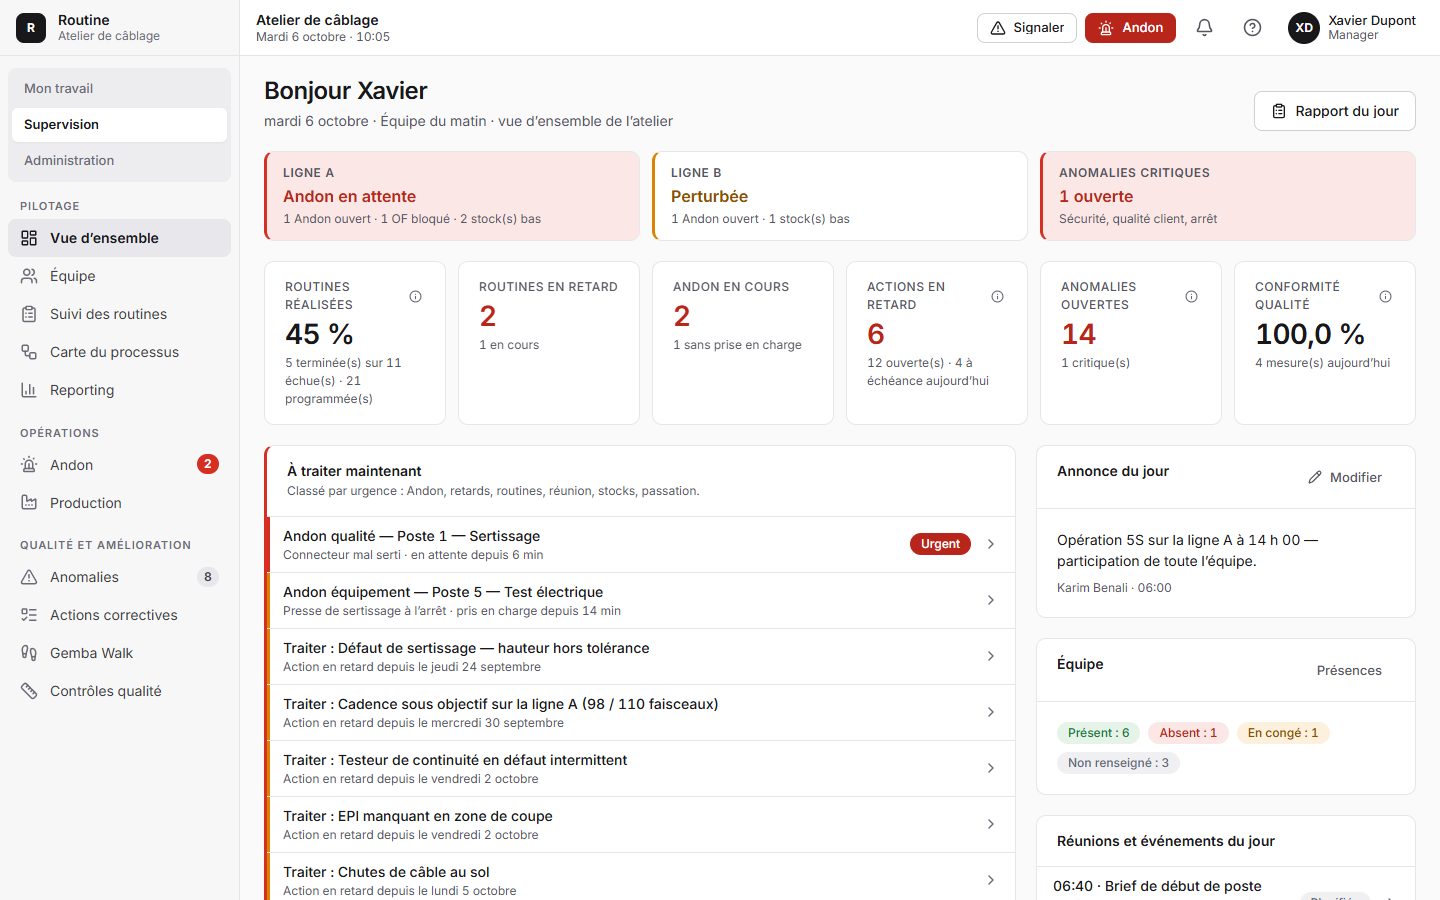 R
Routine
Atelier de câblage
Mon travail
Supervision
Administration
PILOTAGE
Vue d’ensemble
Équipe
Suivi des routines
Carte du processus
Reporting
OPÉRATIONS
Andon
2
Production
QUALITÉ ET AMÉLIORATION
Anomalies
8
Actions correctives
Gemba Walk
Contrôles qualité
Atelier de câblage
Mardi 6 octobre · 10:05
Signaler
Andon
XD
Xavier Dupont
Manager
Bonjour Xavier
mardi 6 octobre · Équipe du matin · vue d’ensemble de l’atelier
Rapport du jour
LIGNE A
Andon en attente
1 Andon ouvert · 1 OF bloqué · 2 stock(s) bas
LIGNE B
Perturbée
1 Andon ouvert · 1 stock(s) bas
ANOMALIES CRITIQUES
1 ouverte
Sécurité, qualité client, arrêt
ROUTINES
RÉALISÉES
45 %
5 terminée(s) sur 11
échue(s) · 21
programmée(s)
ROUTINES EN RETARD
2
1 en cours
ANDON EN COURS
2
1 sans prise en charge
ACTIONS EN
RETARD
6
12 ouverte(s) · 4 à
échéance aujourd’hui
ANOMALIES
OUVERTES
14
1 critique(s)
CONFORMITÉ
QUALITÉ
100,0 %
4 mesure(s) aujourd’hui
À traiter maintenant
Classé par urgence : Andon, retards, routines, réunion, stocks, passation.
Andon qualité — Poste 1 — Sertissage
Connecteur mal serti · en attente depuis 6 min
Urgent
Andon équipement — Poste 5 — Test électrique
Presse de sertissage à l’arrêt · pris en charge depuis 14 min
Traiter : Défaut de sertissage — hauteur hors tolérance
Action en retard depuis le jeudi 24 septembre
Traiter : Cadence sous objectif sur la ligne A (98 / 110 faisceaux)
Action en retard depuis le mercredi 30 septembre
Traiter : Testeur de continuité en défaut intermittent
Action en retard depuis le vendredi 2 octobre
Traiter : EPI manquant en zone de coupe
Action en retard depuis le vendredi 2 octobre
Traiter : Chutes de câble au sol
Action en retard depuis le lundi 5 octobre
Annonce du jour
Modifier
Opération 5S sur la ligne A à 14 h 00 —
participation de toute l’équipe.
Karim Benali · 06:00
Équipe
Présences
Présent : 6
Absent : 1
En congé : 1
Non renseigné : 3
Réunions et événements du jour
06:40 · Brief de début de poste